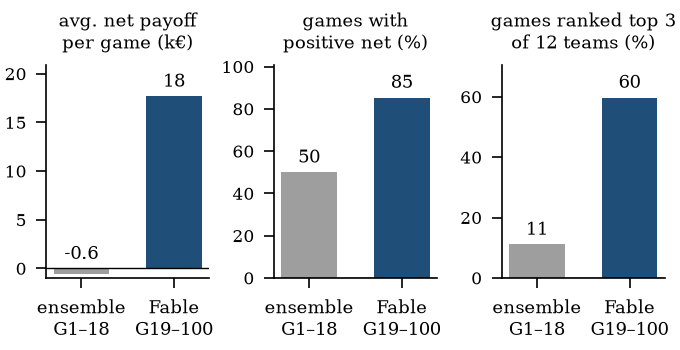 avg. net payoff
per game (k€)
20
15
10
5
0
-0.6
18
ensemble
G1–18
Fable
G19–100
games with
positive net (%)
100
80
60
40
20
0
50
85
ensemble
G1–18
Fable
G19–100
games ranked top 3
of 12 teams (%)
60
40
20
0
11
60
ensemble
G1–18
Fable
G19–100